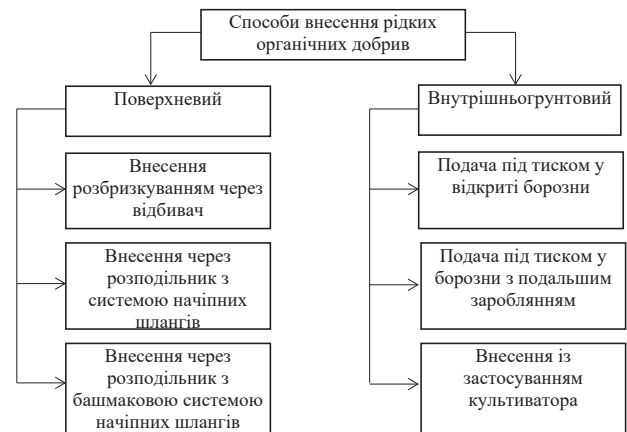 Способи внесення рідких
органічних добрив
Поверхневий
Внесення
розбризкуванням через
відбивач
Внесення через
розподільник з
системою начіпних
шлангів
Внесення через
розподільник з
башмаковою системою
начіпних шлангів
Внутрішньогрунтовий
Подача під тиском у
відкриті борозни
Подача під тиском у
борозни з подальшим
зароблянням
Внесення із
застосуванням
культиватора